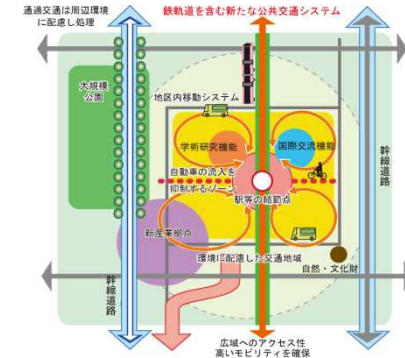 通過交通は周辺環境
に配慮し処理
鉄軌道を含む新たな公共交通システム
大規模
公園
地区内移動システム
学術研究機能
国際交流機能
自動車の流入を
抑制するゾーン
駅等の結節点
幹線道路
新産業拠点
環境に配慮した交通地域
自然・文化財
幹線道路
広域へのアクセス性
高いモビリティを確保